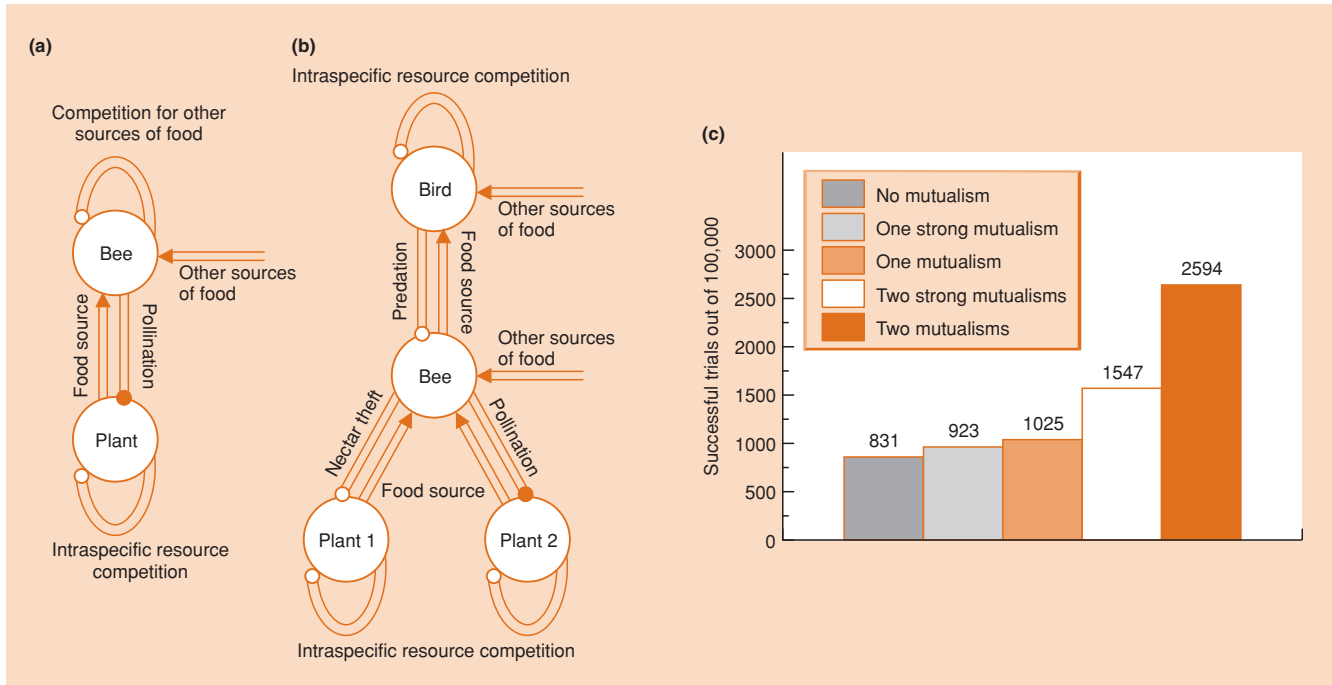 (a)
Competition for other
sources of food
Bee
Other sources
of food
Food source
Pollination
Plant
Intraspecific resource
competition
(b)
Intraspecific resource competition
Bird
Other sources
of food
Predation
Food source
Bee
Other sources
of food
Nectar theft
Pollination
Food source
Plant 1
Plant 2
Intraspecific resource competition
(c)
Successful trials out of 100,000
3000
2500
2000
1500
1000
500
0
No mutualism
One strong mutualism
One mutualism
Two strong mutualisms
Two mutualisms
831
923
1025
1547
2594